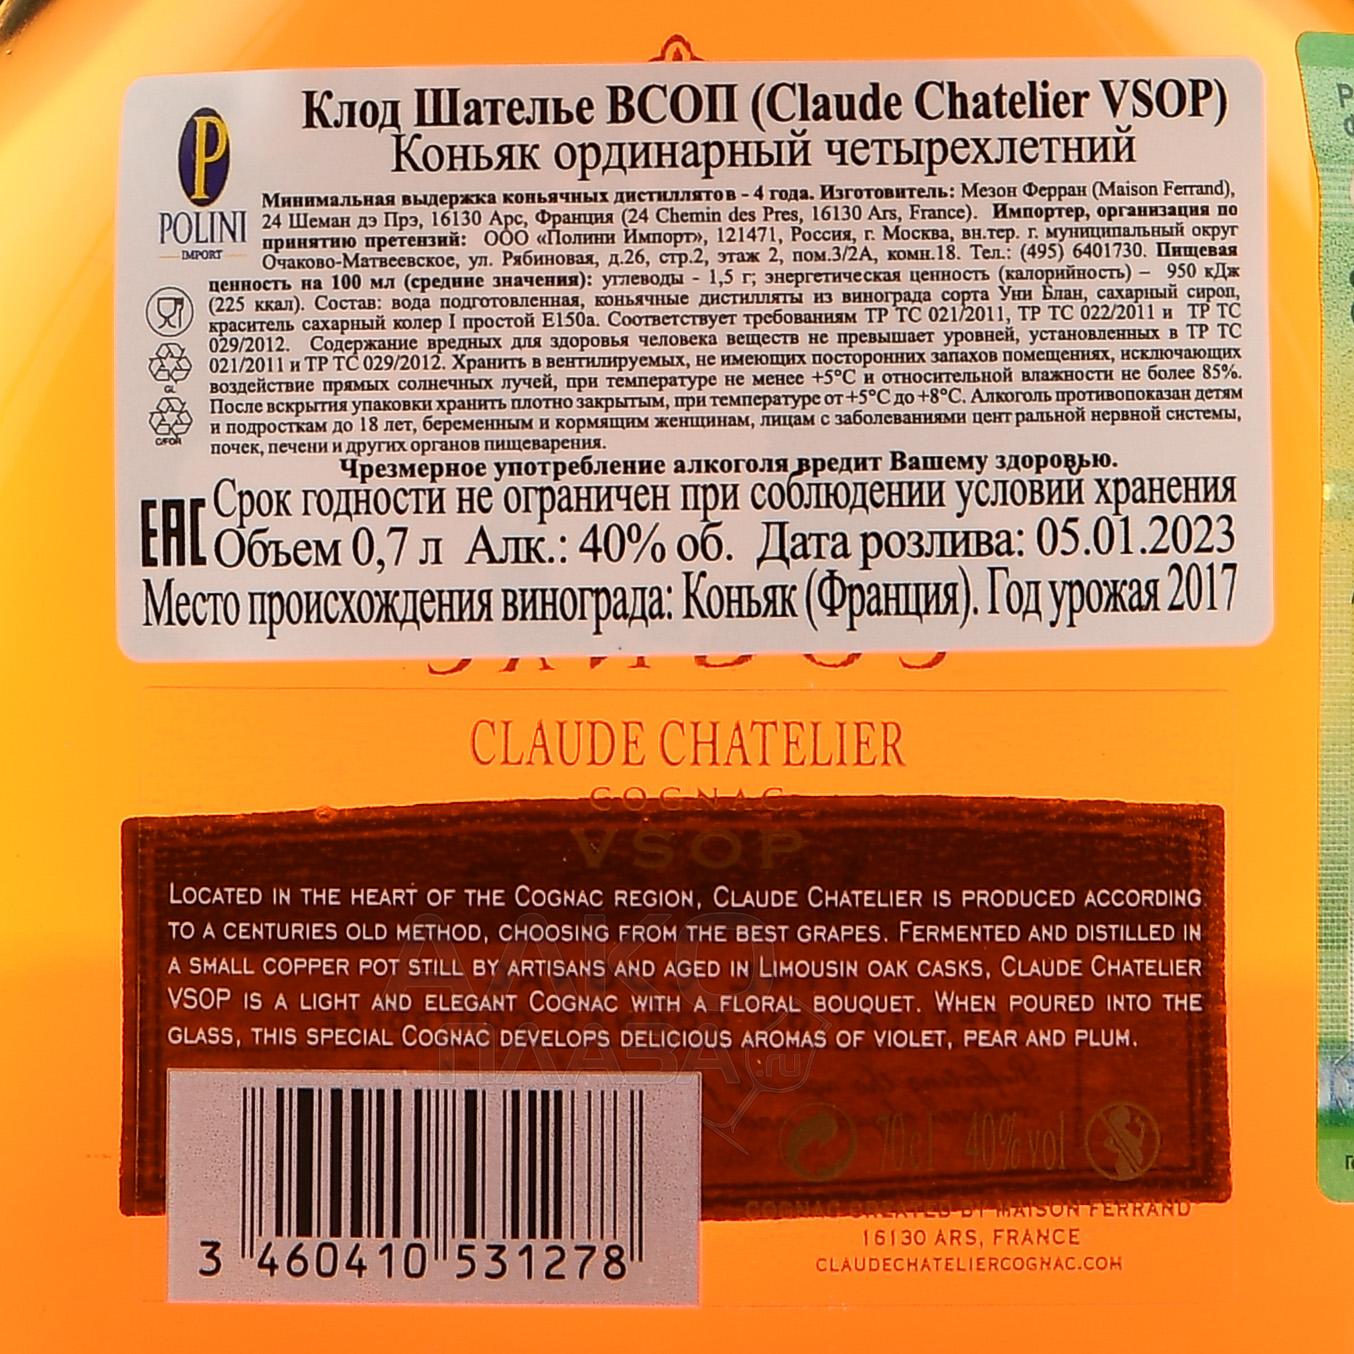 Клод Шателье ВСОП (Claude Chatelier VSOP)
Коньяк ординарный четырехлетний
POLINI
IMPORT
Минимальная выдержка коньячных дистиллятов - 4 года. Изготовитель: Мезон Ферран (Maison Ferrand),
24 Шеман дэ Прэ, 16130 Арс, Франция (24 Chemin des Pres, 16130 Ars, France). Импортер, организация по
принятию претензий: ООО «Полини Импорт», 121471, Россия, г. Москва, вн.тер. г. муниципальный округ
Очаково-Матвеевское, ул. Рябиновая, д.26, стр.2, этаж 2, пом.3/2А, комн.18. Тел.: (495) 6401730. Пищевая
ценность на 100 мл (средние значения): углеводы - 1,5 г; энергетическая ценность (калорийность) – 950 кДж
(225 ккал). Состав: вода подготовленная, коньячные дистилляты из винограда сорта Уни Блан, сахарный сироп,
краситель сахарный колер I простой Е150а. Соответствует требованиям ТР ТС 021/2011, ТР ТС 022/2011 и ТР ТС
029/2012. Содержание вредных для здоровья человека веществ не превышает уровней, установленных в ТР ТС
021/2011 и ТР ТС 029/2012. Хранить в вентилируемых, не имеющих посторонних запахов помещениях, исключающих
воздействие прямых солнечных лучей, при температуре не менее +5°С и относительной влажности не более 85%.
После вскрытия упаковки хранить плотно закрытым, при температуре от +5°С до +8°С. Алкоголь противопоказан детям
и подросткам до 18 лет, беременным и кормящим женщинам, лицам с заболеваниями цент ральной нервной системы,
почек, печени и других органов пищеварения.
GL
C/FOR
Чрезмерное употребление алкоголя вредит Вашему здоровью.
EAC Срок годности не ограничен при соблюдении условий хранения
Объем 0,7 л Алк.: 40% об. Дата розлива: 05.01.2023
Место происхождения винограда: Коньяк (Франция). Год урожая 2017
CLAUDE CHATELIER
COGNAC
VSOP
LOCATED IN THE HEART OF THE COGNAC REGION, CLAUDE CHATELIER IS PRODUCED ACCORDING
TO A CENTURIES OLD METHOD, CHOOSING FROM THE BEST GRAPES. FERMENTED AND DISTILLED IN
A SMALL COPPER POT STILL BY ARTISANS AND AGED IN LIMOUSIN OAK CASKS, CLAUDE CHATELIER
VSOP IS A LIGHT AND ELEGANT COGNAC WITH A FLORAL BOUQUET. WHEN POURED INTO THE
GLASS, THIS SPECIAL COGNAC DEVELOPS DELICIOUS AROMAS OF VIOLET, PEAR AND PLUM.
АЛКО
ПЛАЗА.ru
70cl 40% vol
COGNAC CREATED BY MAISON FERRAND
16130 ARS, FRANCE
CLAUDECHATELIERCOGNAC.COM
3 460410 531278